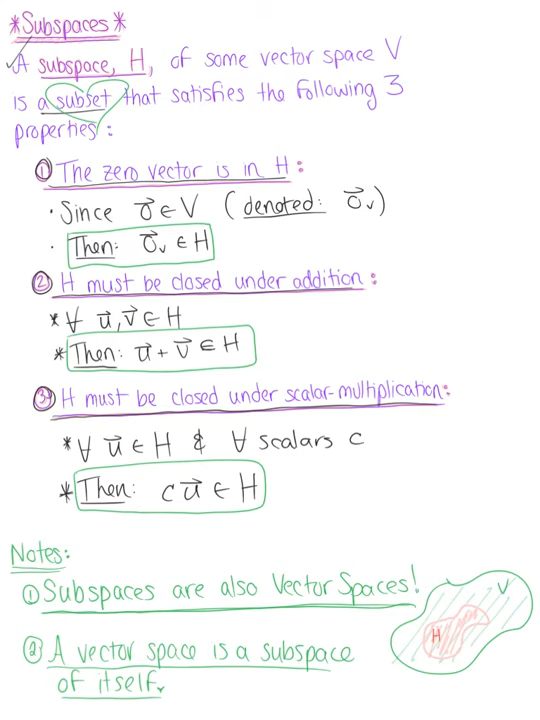 *Subspaces*
A subspace, H, of some vector space V
is a subset that satisfies the following 3
properties:
① The zero vector is in H:
· Since 0⃗ ∈ V (denoted: 0⃗ᵥ)
· Then: 0⃗ᵥ ∈ H
② H must be closed under addition:
* ∀ u⃗, v⃗ ∈ H
* Then: u⃗ + v⃗ ∈ H
③ H must be closed under scalar-multiplication:
* ∀ u⃗ ∈ H & ∀ scalars c
* Then: c u⃗ ∈ H
Notes:
① Subspaces are also Vector Spaces!
② A vector space is a subspace
of itself.
V
H